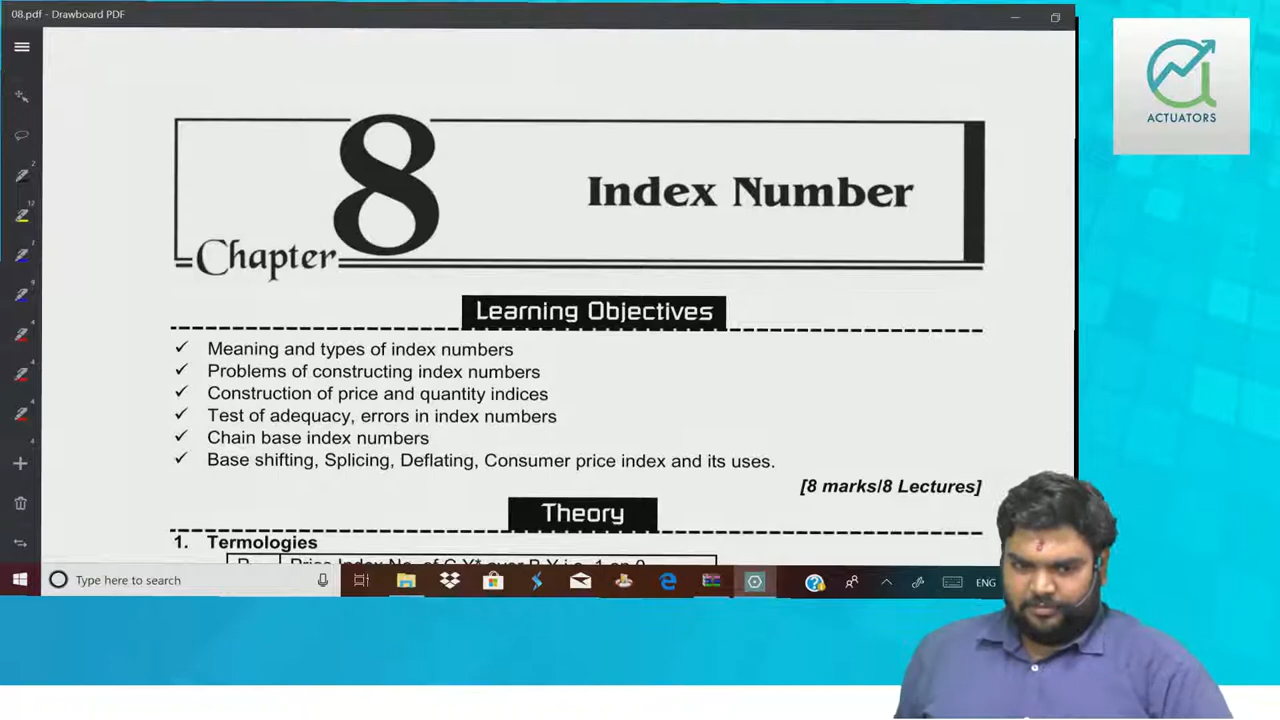 08.pdf - Drawboard PDF
ACTUATORS
8
Index Number
Chapter
Learning Objectives
✓ Meaning and types of index numbers
✓ Problems of constructing index numbers
✓ Construction of price and quantity indices
✓ Test of adequacy, errors in index numbers
✓ Chain base index numbers
✓ Base shifting, Splicing, Deflating, Consumer price index and its uses.
[8 marks/8 Lectures]
Theory
1. Termologies
Type here to search
ENG